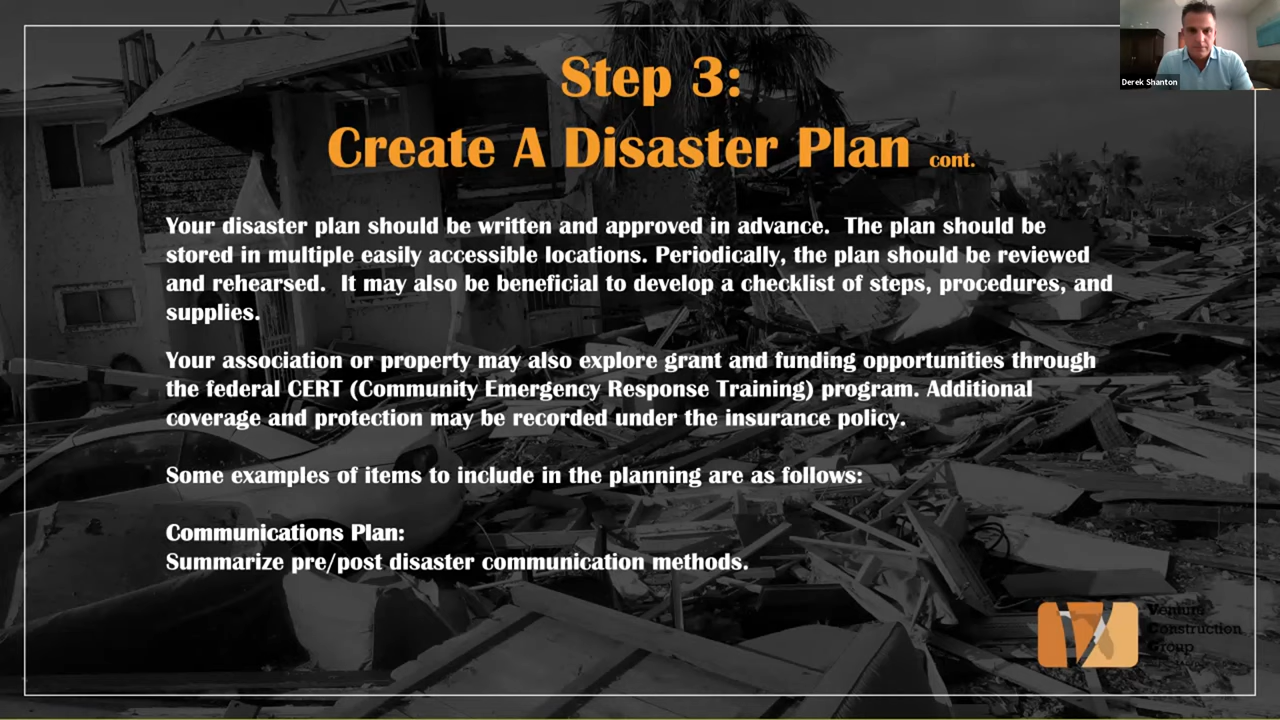 Derek Shanton
Step 3:
Create A Disaster Plan cont.
Your disaster plan should be written and approved in advance.  The plan should be
stored in multiple easily accessible locations. Periodically, the plan should be reviewed
and rehearsed.  It may also be beneficial to develop a checklist of steps, procedures, and
supplies.
Your association or property may also explore grant and funding opportunities through
the federal CERT (Community Emergency Response Training) program. Additional
coverage and protection may be recorded under the insurance policy.
Some examples of items to include in the planning are as follows:
Communications Plan:
Summarize pre/post disaster communication methods.
Venture
Construction
Group